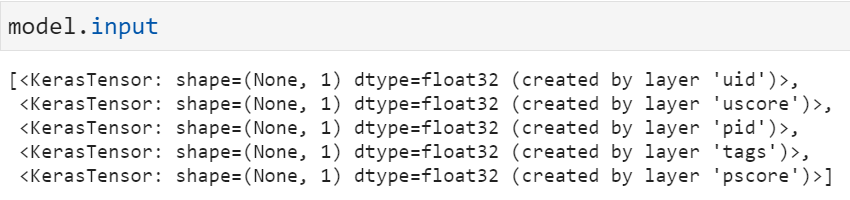 model.input
[<KerasTensor: shape=(None, 1) dtype=float32 (created by layer 'uid')>,
<KerasTensor: shape=(None, 1) dtype=float32 (created by layer 'uscore')>,
<KerasTensor: shape=(None, 1) dtype=float32 (created by layer 'pid')>,
<KerasTensor: shape=(None, 1) dtype=float32 (created by layer 'tags')>,
<KerasTensor: shape=(None, 1) dtype=float32 (created by layer 'pscore')>]